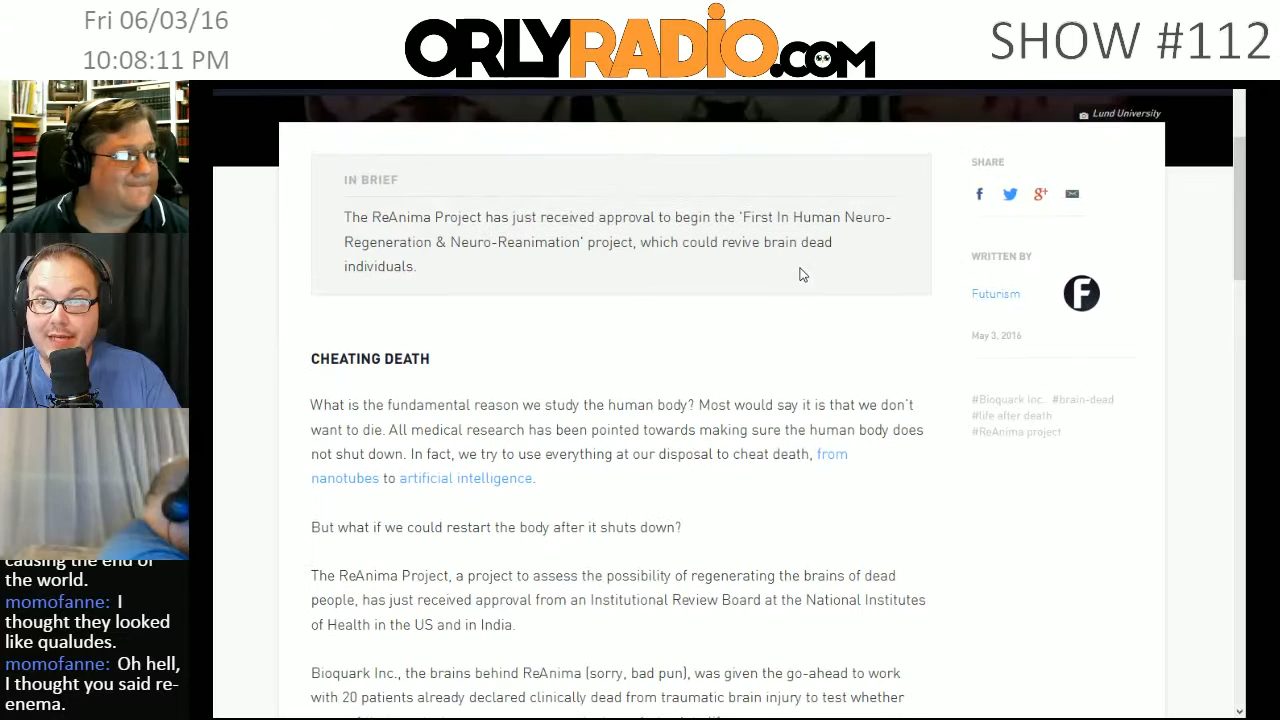 Fri 06/03/16
10:08:11 PM
ORLYRADIO.COM
SHOW #112
Lund University
IN BRIEF
The ReAnima Project has just received approval to begin the 'First In Human Neuro-
Regeneration & Neuro-Reanimation' project, which could revive brain dead
individuals.
SHARE
WRITTEN BY
Futurism
May 3, 2016
#Bioquark Inc. #brain-dead
#life after death
#ReAnima project
CHEATING DEATH
What is the fundamental reason we study the human body? Most would say it is that we don't
want to die. All medical research has been pointed towards making sure the human body does
not shut down. In fact, we try to use everything at our disposal to cheat death, from
nanotubes to artificial intelligence.
But what if we could restart the body after it shuts down?
The ReAnima Project, a project to assess the possibility of regenerating the brains of dead
people, has just received approval from an Institutional Review Board at the National Institutes
of Health in the US and in India.
Bioquark Inc., the brains behind ReAnima (sorry, bad pun), was given the go-ahead to work
with 20 patients already declared clinically dead from traumatic brain injury to test whether
causing the end of
the world.
momofanne: I
thought they looked
like qualudes.
momofanne: Oh hell,
I thought you said re-
enema.